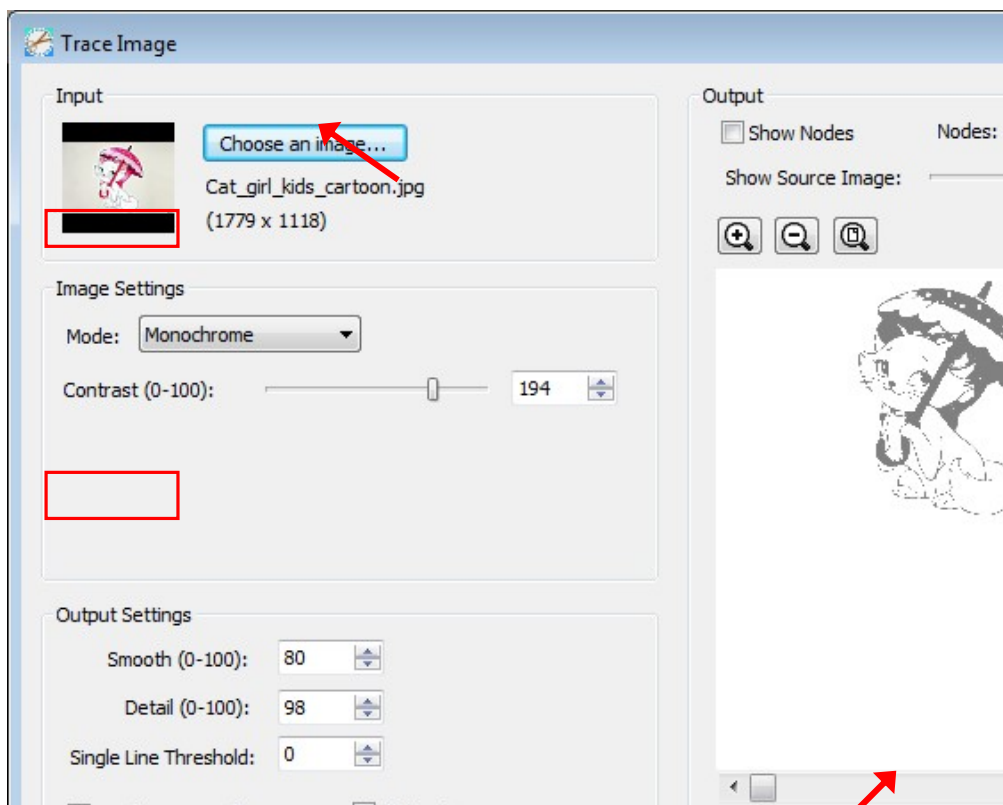 Trace Image
Input
Choose an image...
Cat_girl_kids_cartoon.jpg
(1779 x 1118)
Image Settings
Mode: Monochrome
Contrast (0-100): 194
Output Settings
Smooth (0-100): 80
Detail (0-100): 98
Single Line Threshold: 0
Output
Show Nodes Nodes:
Show Source Image: